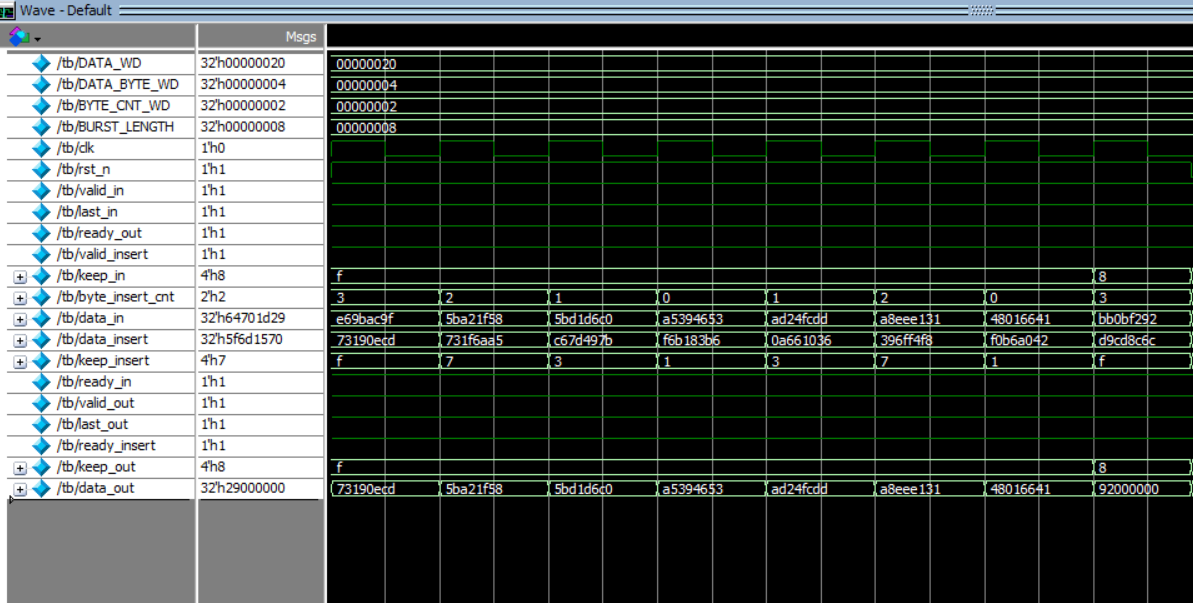 Wave - Default
Msgs
/tb/DATA_WD 32'h00000020 00000020
/tb/DATA_BYTE_WD 32'h00000004 00000004
/tb/BYTE_CNT_WD 32'h00000002 00000002
/tb/BURST_LENGTH 32'h00000008 00000008
/tb/clk 1'h0
/tb/rst_n 1'h1
/tb/valid_in 1'h1
/tb/last_in 1'h1
/tb/ready_out 1'h1
/tb/valid_insert 1'h1
/tb/keep_in 4'h8 f 8
/tb/byte_insert_cnt 2'h2 3 2 1 0 1 2 0 3
/tb/data_in 32'h64701d29 e69bac9f 5ba21f58 5bd1d6c0 a5394653 ad24fcdd a8eee131 48016641 bb0bf292
/tb/data_insert 32'h5f6d1570 73190ecd 731f6aa5 c67d497b f6b183b6 0a661036 396ff4f8 f0b6a042 d9cd8c6c
/tb/keep_insert 4'h7 f 7 3 1 3 7 1 f
/tb/ready_in 1'h1
/tb/valid_out 1'h1
/tb/last_out 1'h1
/tb/ready_insert 1'h1
/tb/keep_out 4'h8 f 8
/tb/data_out 32'h29000000 73190ecd 5ba21f58 5bd1d6c0 a5394653 ad24fcdd a8eee131 48016641 92000000